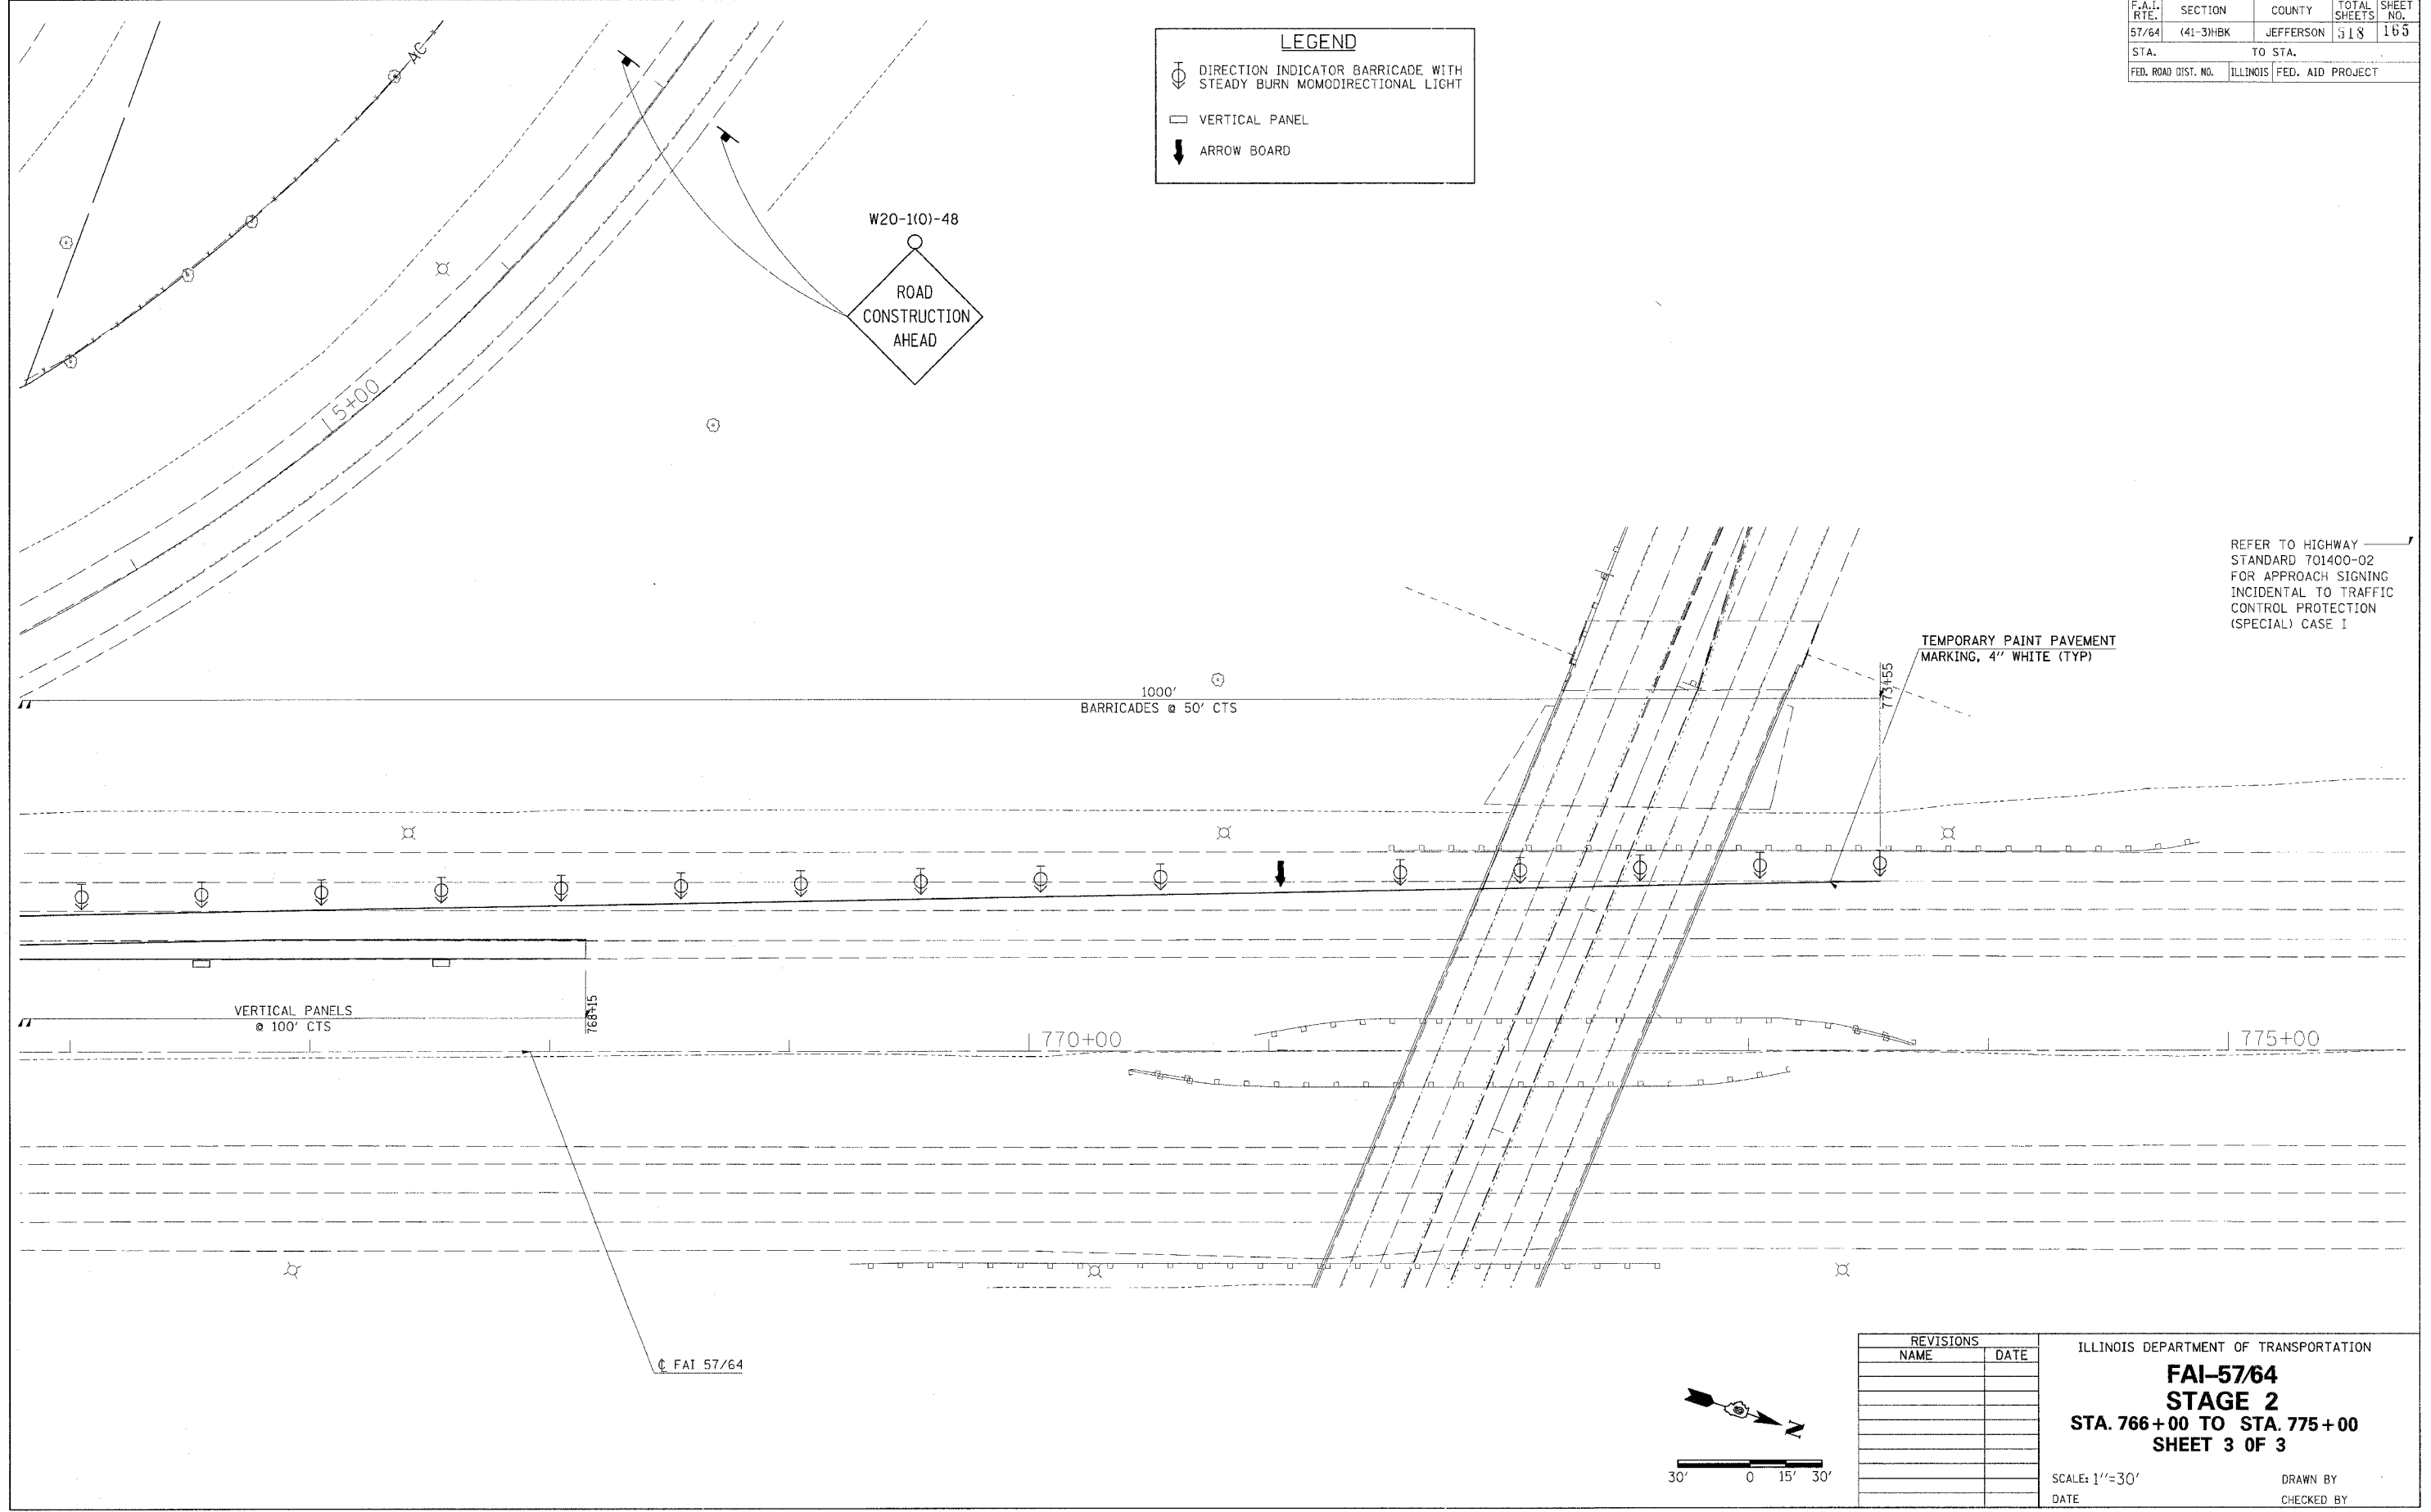 F.A.I. RTE. SECTION COUNTY TOTAL SHEETS SHEET NO.
57/64 (41-3)HBK JEFFERSON 518 165
STA. TO STA.
FED. ROAD DIST. NO. ILLINOIS FED. AID PROJECT
LEGEND
DIRECTION INDICATOR BARRICADE WITH
STEADY BURN MOMODIRECTIONAL LIGHT
VERTICAL PANEL
ARROW BOARD
AC
W20-1(O)-48
ROAD
CONSTRUCTION
AHEAD
15+00
REFER TO HIGHWAY
STANDARD 701400-02
FOR APPROACH SIGNING
INCIDENTAL TO TRAFFIC
CONTROL PROTECTION
(SPECIAL) CASE I
TEMPORARY PAINT PAVEMENT
MARKING, 4" WHITE (TYP)
773+55
1000'
BARRICADES @ 50' CTS
VERTICAL PANELS
@ 100' CTS
768+15
770+00
775+00
℄ FAI 57/64
N
30' 0 15' 30'
REVISIONS
NAME DATE
ILLINOIS DEPARTMENT OF TRANSPORTATION
FAI-57/64
STAGE 2
STA. 766+00 TO STA. 775+00
SHEET 3 OF 3
SCALE: 1"=30'
DRAWN BY
DATE
CHECKED BY